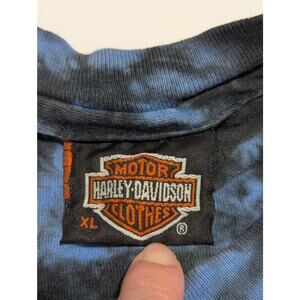 MOTOR
HARLEY-DAVIDSON
CLOTHES
XL
®